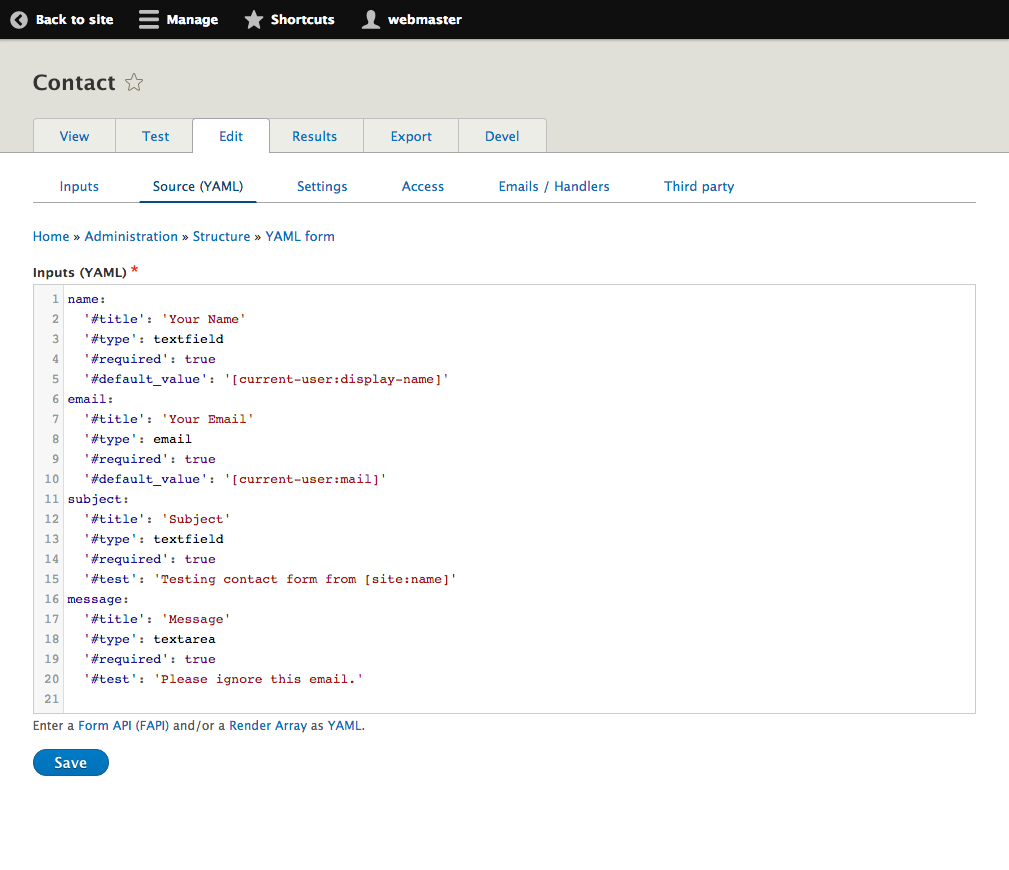 Back to site Manage Shortcuts webmaster
Contact
View Test Edit Results Export Devel
Inputs Source (YAML) Settings Access Emails / Handlers Third party
Home » Administration » Structure » YAML form
Inputs (YAML) *
1 name:
2   '#title': 'Your Name'
3   '#type': textfield
4   '#required': true
5   '#default_value': '[current-user:display-name]'
6 email:
7   '#title': 'Your Email'
8   '#type': email
9   '#required': true
10   '#default_value': '[current-user:mail]'
11 subject:
12   '#title': 'Subject'
13   '#type': textfield
14   '#required': true
15   '#test': 'Testing contact form from [site:name]'
16 message:
17   '#title': 'Message'
18   '#type': textarea
19   '#required': true
20   '#test': 'Please ignore this email.'
21
Enter a Form API (FAPI) and/or a Render Array as YAML.
Save